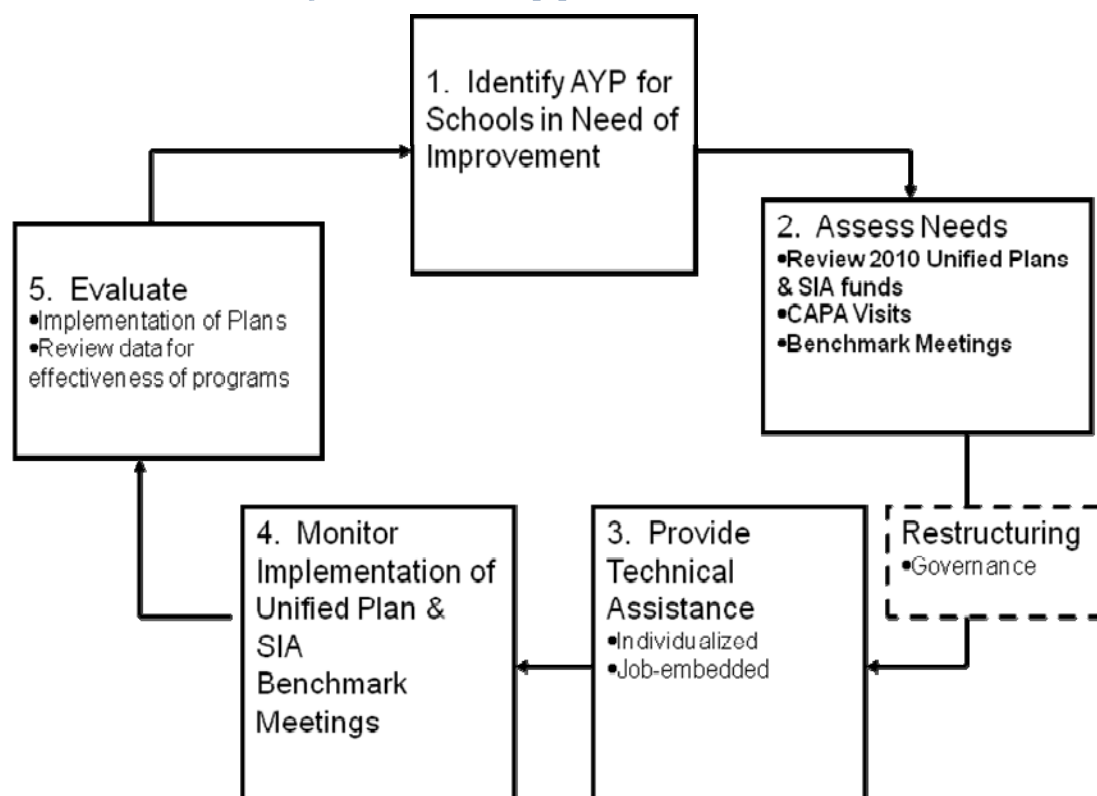 1. Identify AYP for
Schools in Need of
Improvement
2. Assess Needs
•Review 2010 Unified Plans
& SIA funds
•CAPA Visits
•Benchmark Meetings
Restructuring
•Governance
3. Provide
Technical
Assistance
•Individualized
•Job-embedded
4. Monitor
Implementation of
Unified Plan &
SIA
Benchmark
Meetings
5. Evaluate
•Implementation of Plans
•Review data for
effectiveness of programs